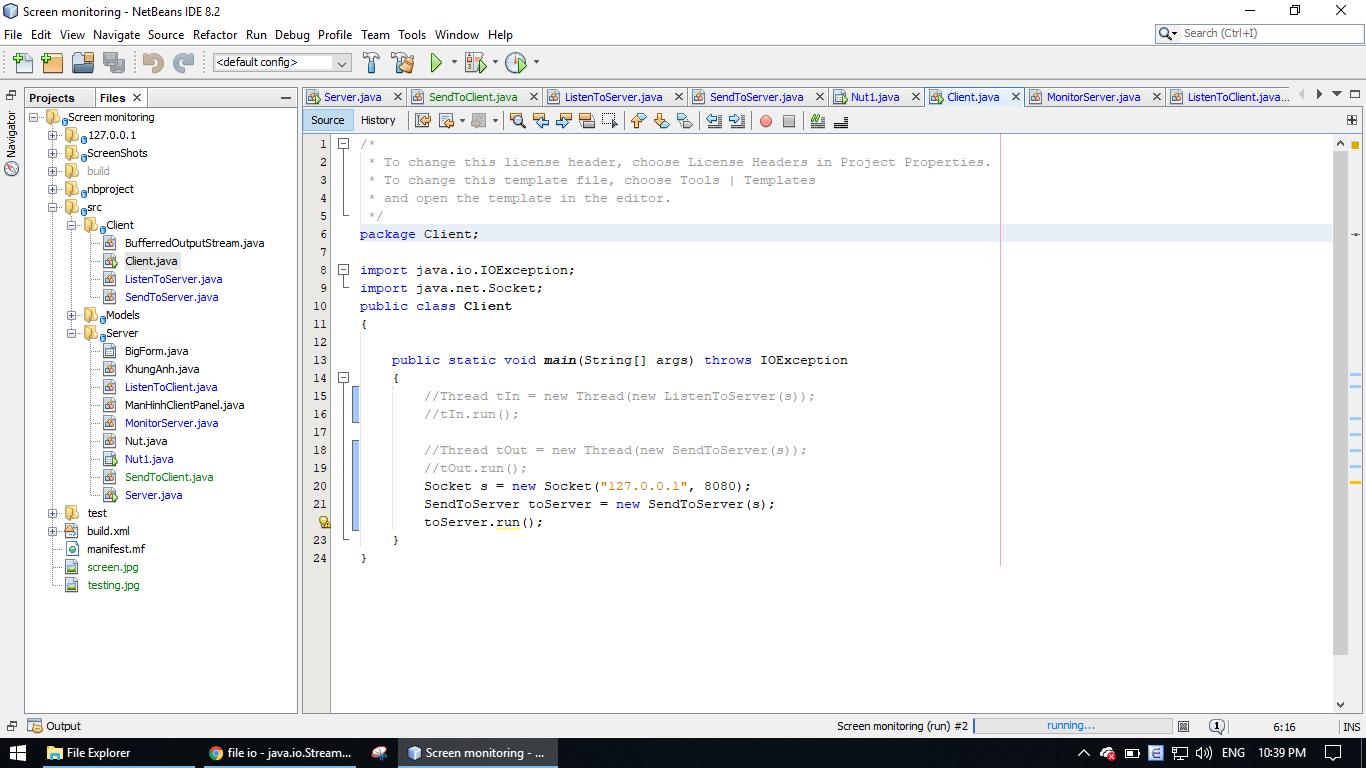 Screen monitoring - NetBeans IDE 8.2
File Edit View Navigate Source Refactor Run Debug Profile Team Tools Window Help
Search (Ctrl+I)
<default config>
Projects Files
Navigator
Screen monitoring
127.0.0.1
ScreenShots
build
nbproject
src
Client
BufferredOutputStream.java
Client.java
ListenToServer.java
SendToServer.java
Models
Server
BigForm.java
KhungAnh.java
ListenToClient.java
ManHinhClientPanel.java
MonitorServer.java
Nut.java
Nut1.java
SendToClient.java
Server.java
test
build.xml
manifest.mf
screen.jpg
testing.jpg
Server.java SendToClient.java ListenToServer.java SendToServer.java Nut1.java Client.java MonitorServer.java ListenToClient.java...
Source History
1 /*
2 * To change this license header, choose License Headers in Project Properties.
3 * To change this template file, choose Tools | Templates
4 * and open the template in the editor.
5 */
6 package Client;
7
8 import java.io.IOException;
9 import java.net.Socket;
10 public class Client
11 {
12
13 public static void main(String[] args) throws IOException
14 {
15 //Thread tIn = new Thread(new ListenToServer(s));
16 //tIn.run();
17
18 //Thread tOut = new Thread(new SendToServer(s));
19 //tOut.run();
20 Socket s = new Socket("127.0.0.1", 8080);
21 SendToServer toServer = new SendToServer(s);
toServer.run();
23 }
24 }
Output
Screen monitoring (run) #2 running... 1 6:16 INS
File Explorer file io - java.io.Stream... Screen monitoring - ... ENG 10:39 PM